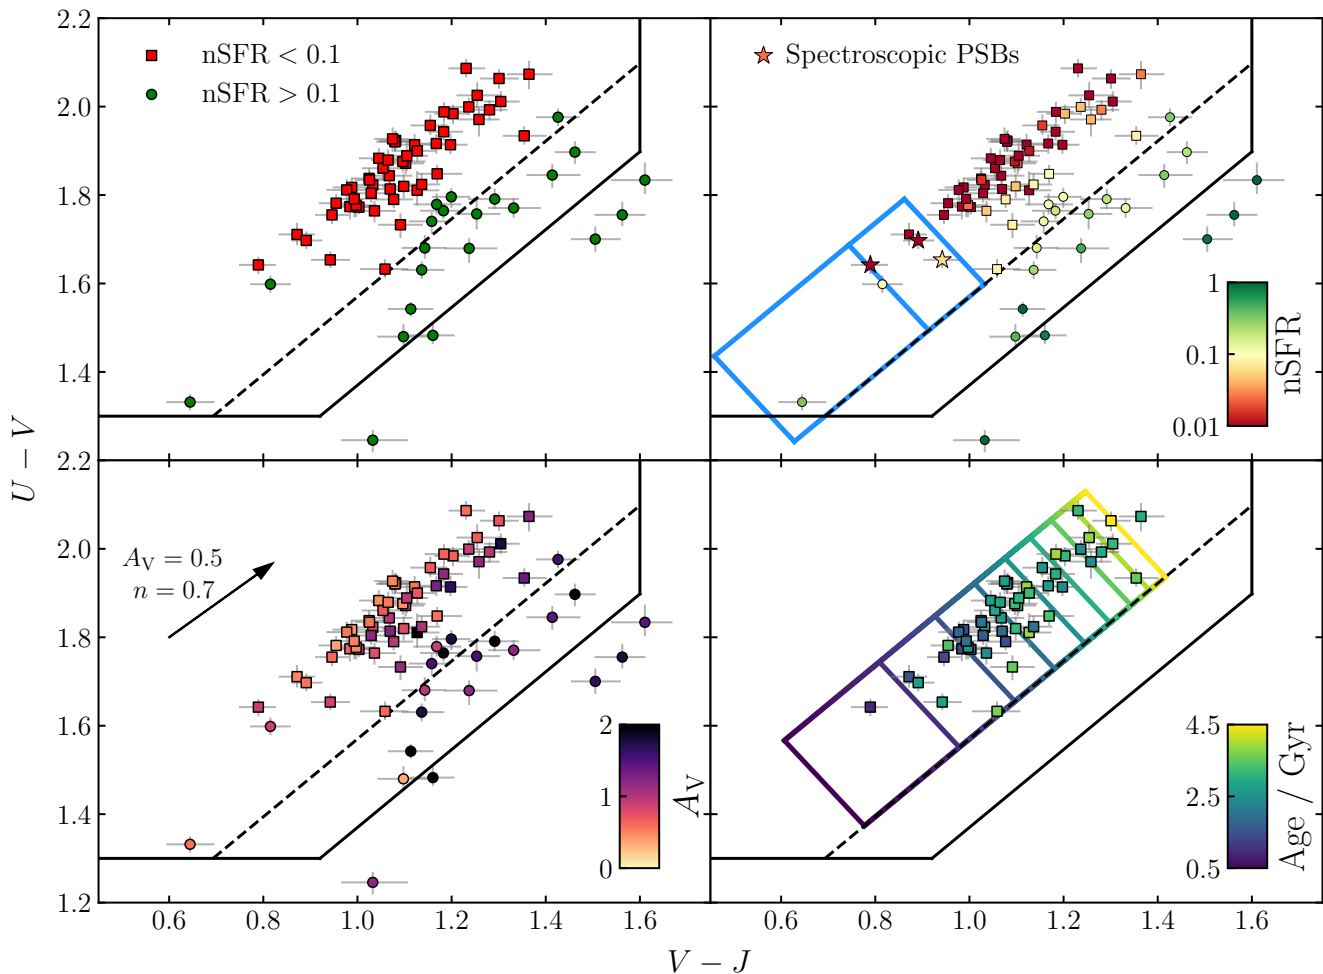 2.2
2.0
1.8
1.6
1.4
nSFR < 0.1
nSFR > 0.1
Spectroscopic PSBs
1
0.1
0.01
nSFR
U − V
2.2
2.0
1.8
1.6
1.4
1.2
A_V = 0.5
n = 0.7
2
1
0
A_V
4.5
2.5
0.5
Age / Gyr
0.6 0.8 1.0 1.2 1.4 1.6
0.6 0.8 1.0 1.2 1.4 1.6
V − J